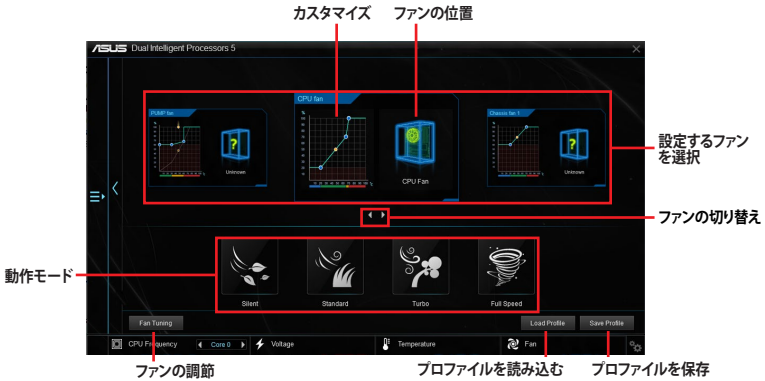 カスタマイズ
ファンの位置
ASUS Dual Intelligent Processors 5
PUMP fan
Unknown
CPU fan
CPU Fan
Chassis fan 1
Unknown
設定するファン
を選択
ファンの切り替え
動作モード
Silent
Standard
Turbo
Full Speed
Fan Tuning
Load Profile
Save Profile
CPU Frequency
Core 0
Voltage
Temperature
Fan
ファンの調節
プロファイルを読み込む
プロファイルを保存